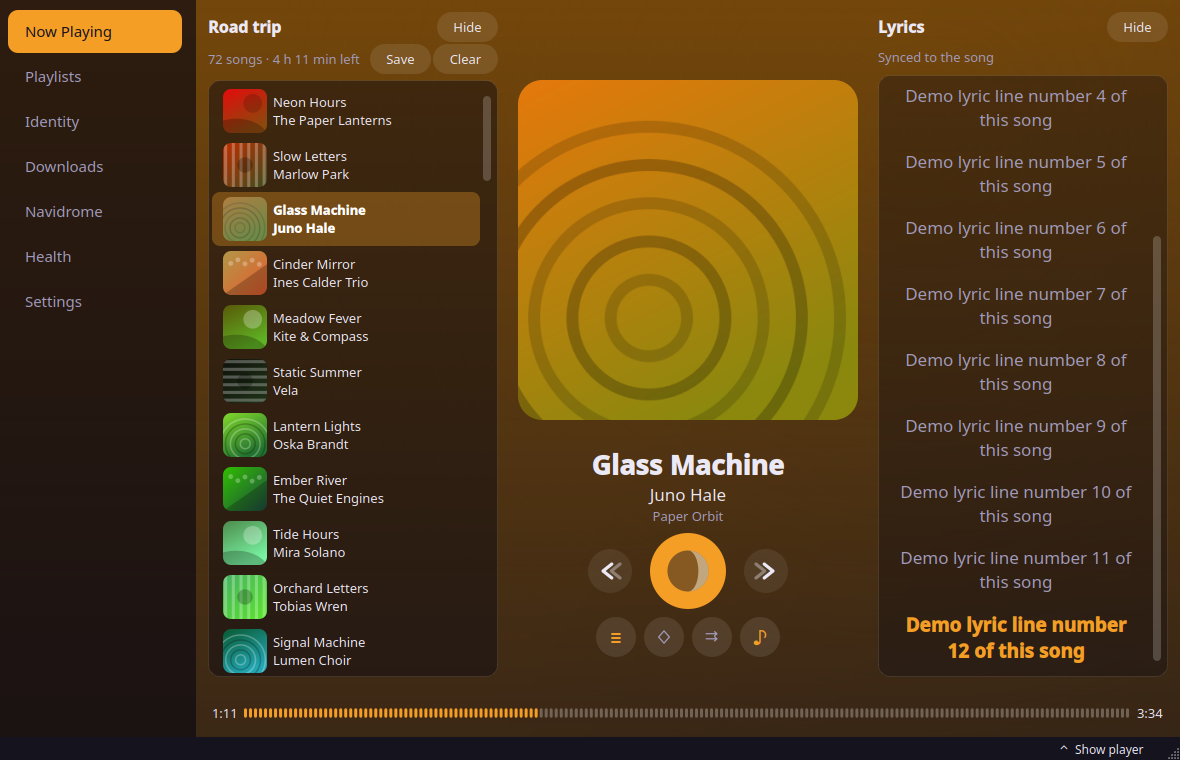 Now Playing
Playlists
Identity
Downloads
Navidrome
Health
Settings
Road trip
Hide
72 songs · 4 h 11 min left
Save
Clear
Neon Hours
The Paper Lanterns
Slow Letters
Marlow Park
Glass Machine
Juno Hale
Cinder Mirror
Ines Calder Trio
Meadow Fever
Kite & Compass
Static Summer
Vela
Lantern Lights
Oska Brandt
Ember River
The Quiet Engines
Tide Hours
Mira Solano
Orchard Letters
Tobias Wren
Signal Machine
Lumen Choir
Glass Machine
Juno Hale
Paper Orbit
Lyrics
Hide
Synced to the song
Demo lyric line number 4 of
this song
Demo lyric line number 5 of
this song
Demo lyric line number 6 of
this song
Demo lyric line number 7 of
this song
Demo lyric line number 8 of
this song
Demo lyric line number 9 of
this song
Demo lyric line number 10 of
this song
Demo lyric line number 11 of
this song
Demo lyric line number
12 of this song
1:11
3:34
Show player